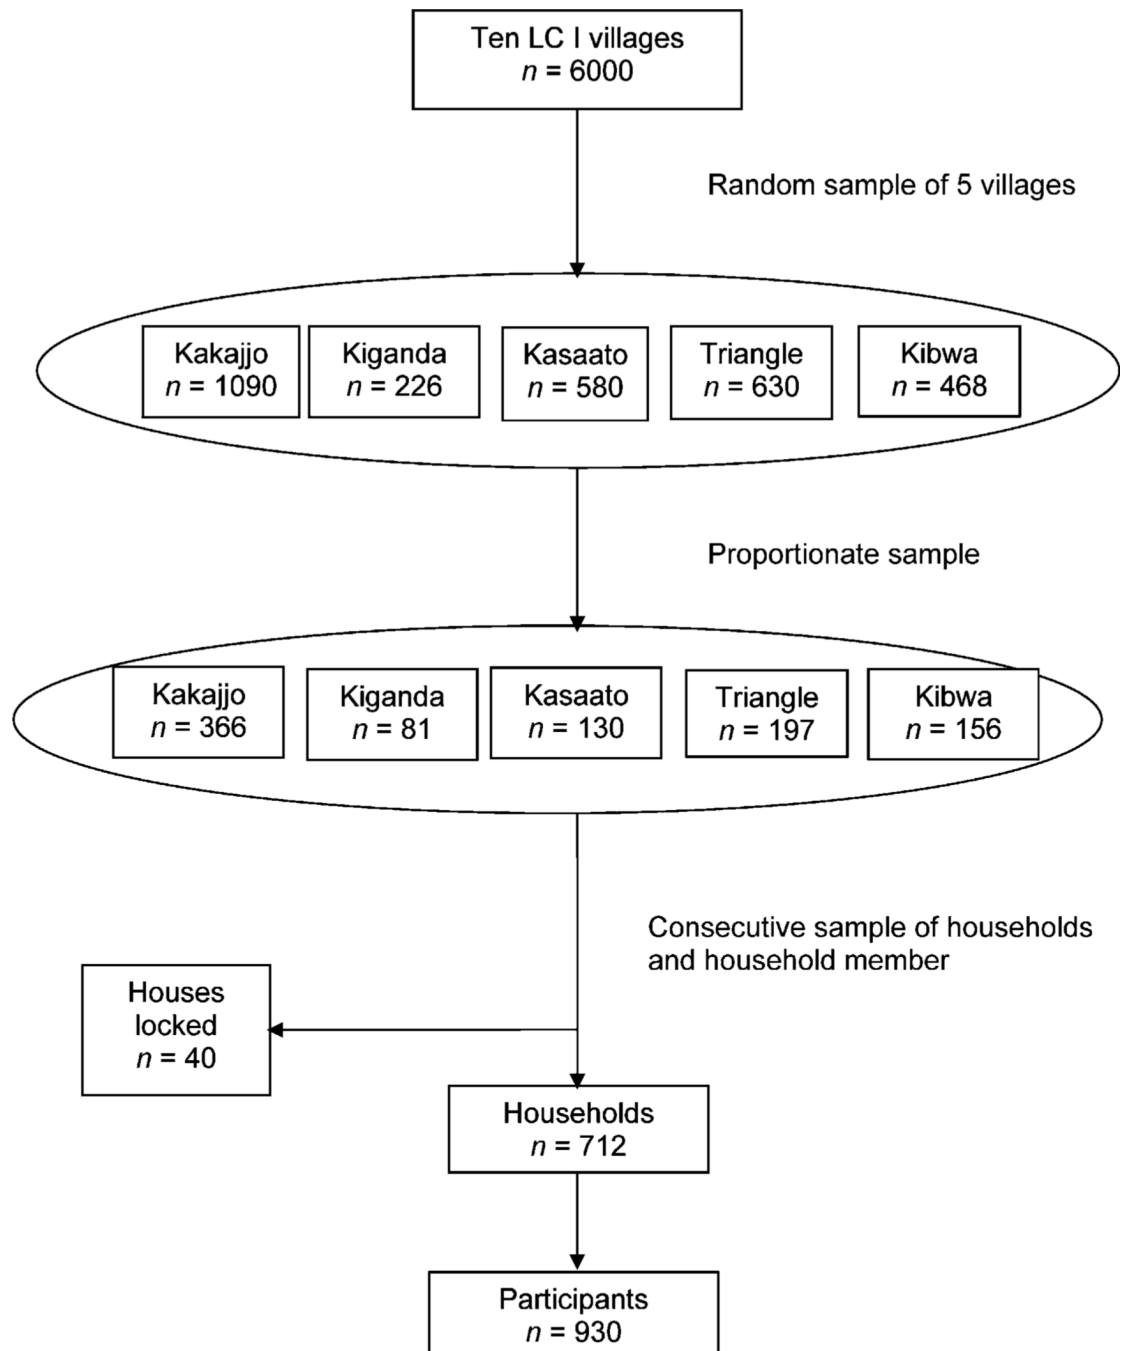 Ten LC I villages
n = 6000
Random sample of 5 villages
Kakajjo
n = 1090
Kiganda
n = 226
Kasaato
n = 580
Triangle
n = 630
Kibwa
n = 468
Proportionate sample
Kakajjo
n = 366
Kiganda
n = 81
Kasaato
n = 130
Triangle
n = 197
Kibwa
n = 156
Consecutive sample of households
and household member
Houses
locked
n = 40
Households
n = 712
Participants
n = 930